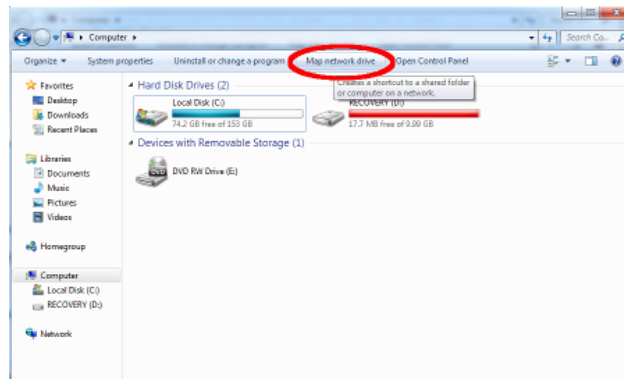 Computer
Search Co...
Organize
System properties
Uninstall or change a program
Map network drive
Open Control Panel
Creates a shortcut to a shared folder
or computer on a network.
Favorites
Desktop
Downloads
Recent Places
Libraries
Documents
Music
Pictures
Videos
Homegroup
Computer
Local Disk (C:)
RECOVERY (D:)
Network
Hard Disk Drives (2)
Local Disk (C:)
74.2 GB free of 153 GB
RECOVERY (D:)
17.7 MB free of 9.99 GB
Devices with Removable Storage (1)
DVD RW Drive (E:)
DVD